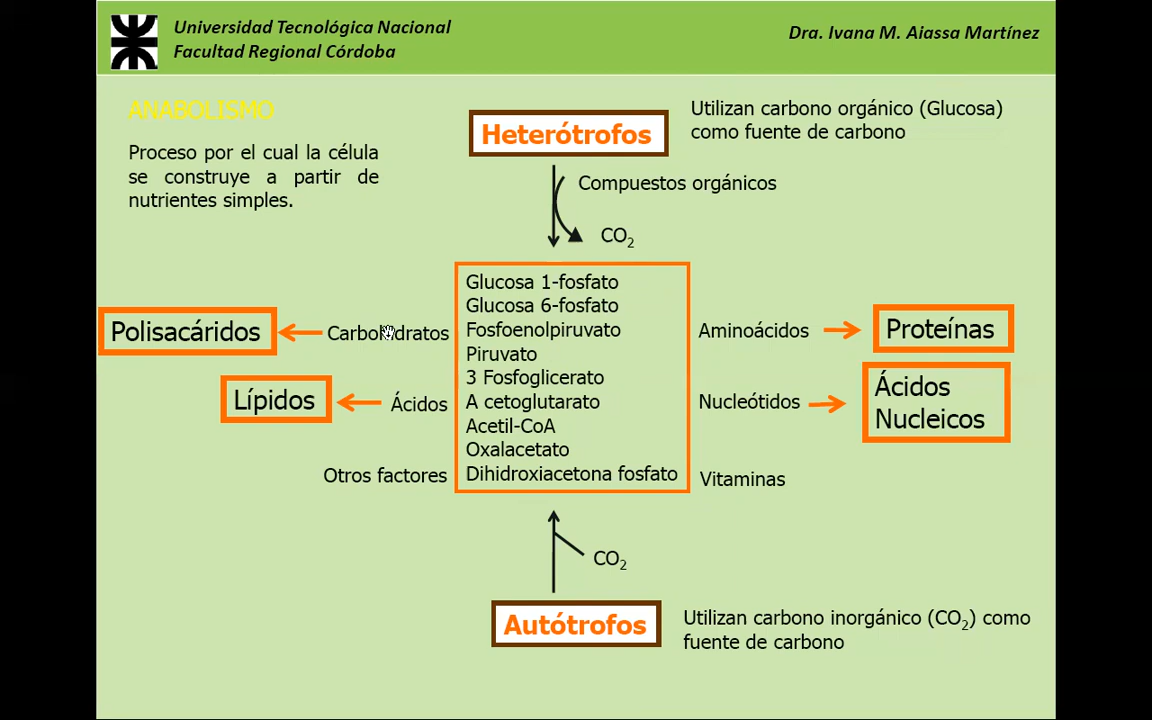 Universidad Tecnológica Nacional
Facultad Regional Córdoba
Dra. Ivana M. Aiassa Martínez
ANABOLISMO
Proceso por el cual la célula
se construye a partir de
nutrientes simples.
Heterótrofos
Utilizan carbono orgánico (Glucosa)
como fuente de carbono
Compuestos orgánicos
CO₂
Glucosa 1-fosfato
Glucosa 6-fosfato
Fosfoenolpiruvato
Piruvato
3 Fosfoglicerato
A cetoglutarato
Acetil-CoA
Oxalacetato
Dihidroxiacetona fosfato
Polisacáridos
Carbohidratos
Lípidos
Ácidos
Otros factores
Aminoácidos
Proteínas
Nucleótidos
Ácidos
Nucleicos
Vitaminas
CO₂
Autótrofos
Utilizan carbono inorgánico (CO₂) como
fuente de carbono